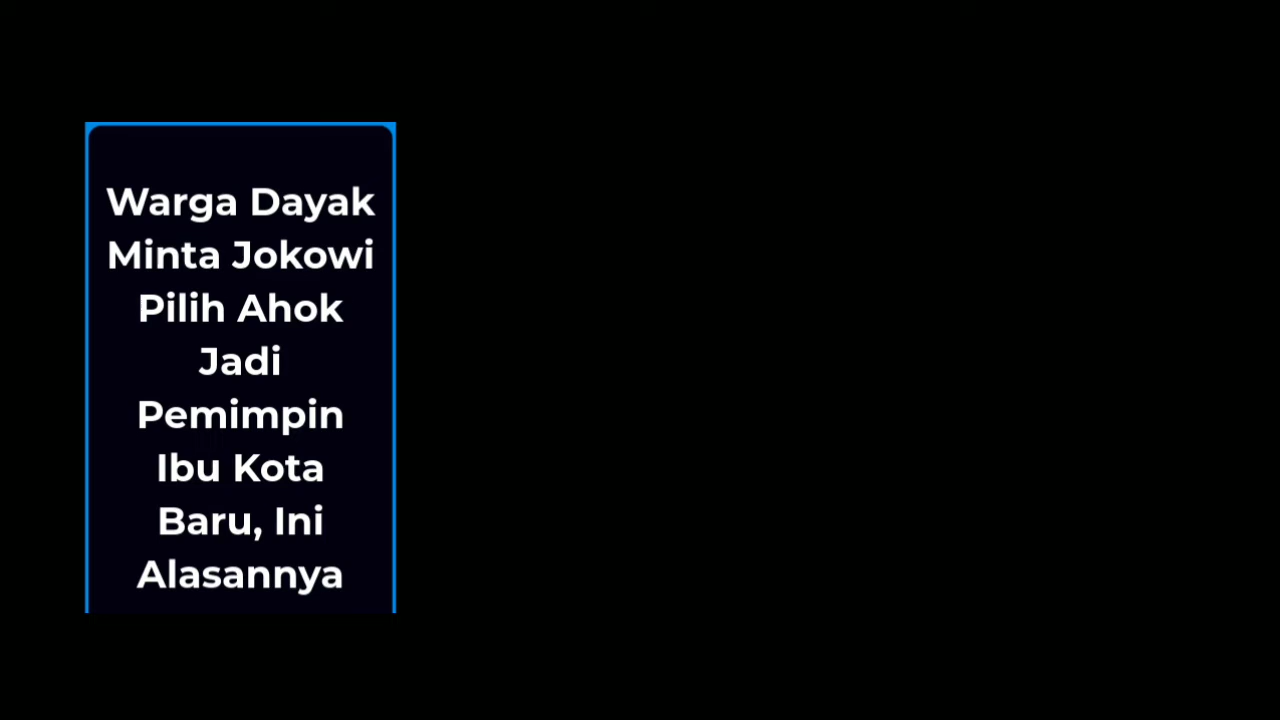 Warga Dayak
Minta Jokowi
Pilih Ahok
Jadi
Pemimpin
Ibu Kota
Baru, Ini
Alasannya